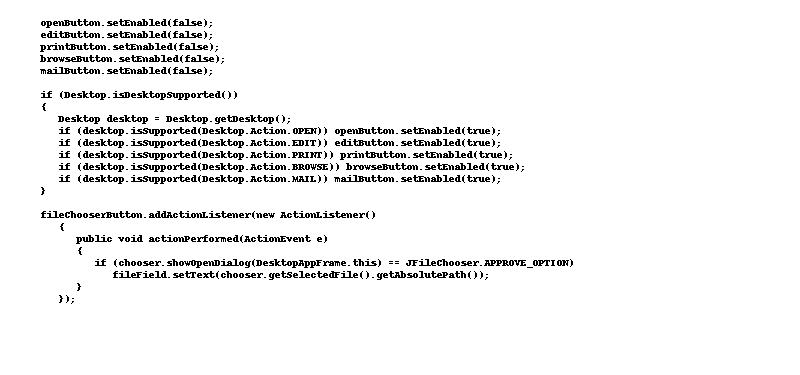 openButton.setEnabled(false);
editButton.setEnabled(false);
printButton.setEnabled(false);
browseButton.setEnabled(false);
mailButton.setEnabled(false);
if (Desktop.isDesktopSupported())
{
Desktop desktop = Desktop.getDesktop();
if (desktop.isSupported(Desktop.Action.OPEN)) openButton.setEnabled(true);
if (desktop.isSupported(Desktop.Action.EDIT)) editButton.setEnabled(true);
if (desktop.isSupported(Desktop.Action.PRINT)) printButton.setEnabled(true);
if (desktop.isSupported(Desktop.Action.BROWSE)) browseButton.setEnabled(true);
if (desktop.isSupported(Desktop.Action.MAIL)) mailButton.setEnabled(true);
}
fileChooserButton.addActionListener(new ActionListener()
{
public void actionPerformed(ActionEvent e)
{
if (chooser.showOpenDialog(DesktopAppFrame.this) == JFileChooser.APPROVE_OPTION)
fileField.setText(chooser.getSelectedFile().getAbsolutePath());
}
});